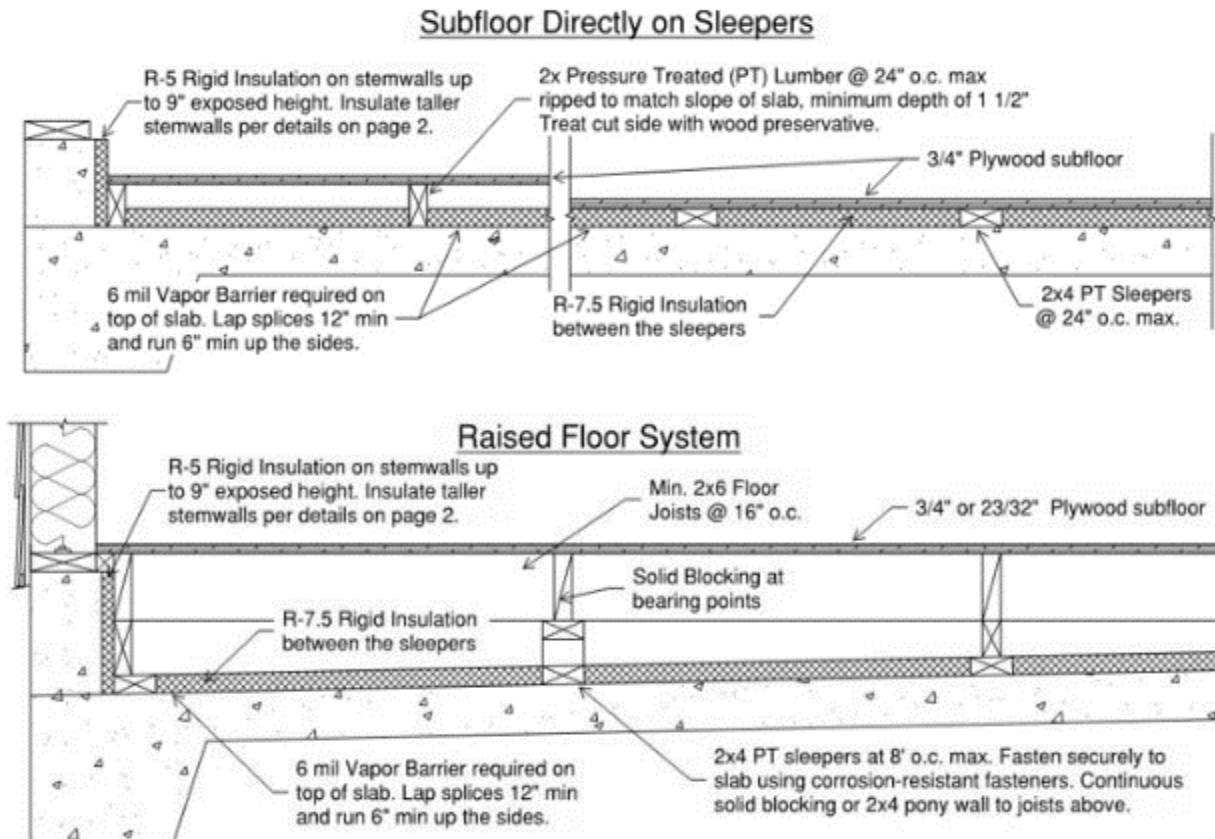 Subfloor Directly on Sleepers
R-5 Rigid Insulation on stemwalls up
to 9" exposed height. Insulate taller
stemwalls per details on page 2.
2x Pressure Treated (PT) Lumber @ 24" o.c. max
ripped to match slope of slab, minimum depth of 1 1/2"
Treat cut side with wood preservative.
3/4" Plywood subfloor
6 mil Vapor Barrier required on
top of slab. Lap splices 12" min
and run 6" min up the sides.
R-7.5 Rigid Insulation
between the sleepers
2x4 PT Sleepers
@ 24" o.c. max.
Raised Floor System
R-5 Rigid Insulation on stemwalls up
to 9" exposed height. Insulate taller
stemwalls per details on page 2.
Min. 2x6 Floor
Joists @ 16" o.c.
3/4" or 23/32" Plywood subfloor
Solid Blocking at
bearing points
R-7.5 Rigid Insulation
between the sleepers
6 mil Vapor Barrier required on
top of slab. Lap splices 12" min
and run 6" min up the sides.
2x4 PT sleepers at 8' o.c. max. Fasten securely to
slab using corrosion-resistant fasteners. Continuous
solid blocking or 2x4 pony wall to joists above.